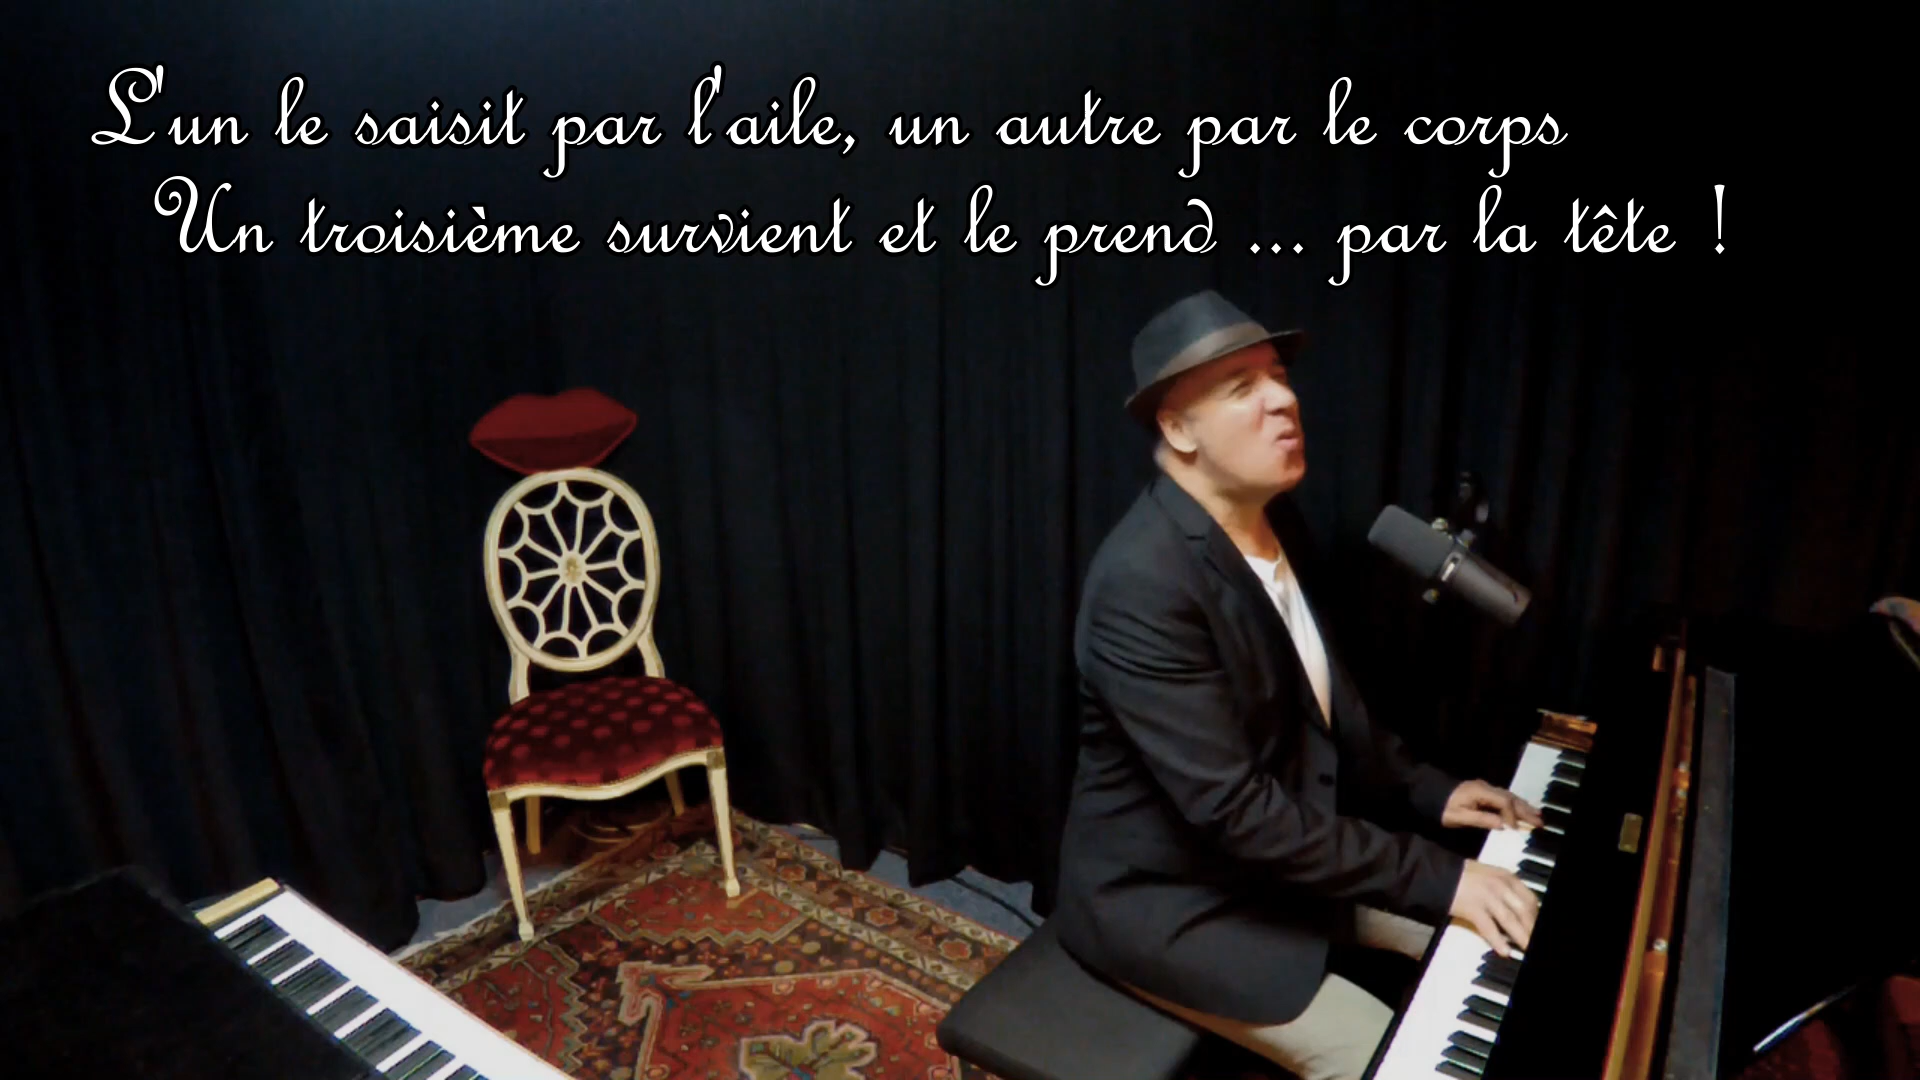 L'un le saisit par l'aile, un autre par le corps
Un troisième survient et le prend ... par la tête !